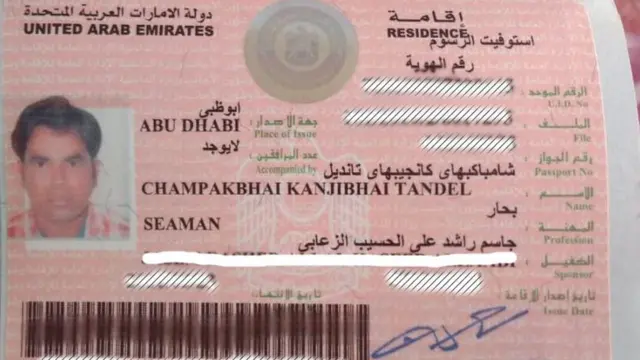 دولة الامارات العربية المتحدة
UNITED ARAB EMIRATES
إقامة
RESIDENCE
استوفيت الرسوم
رقم الهوية
الرقم الموحد :
U.I.D. No
الملف :
File
أبوظبي
ABU DHABI
جهة الاصدار :
Place of Issue
لايوجد
عدد المرافقين :
Accompanied by
رقم الجواز :
Passport No
شامباكبهاى كانجيبهاى تانديل
CHAMPAKBHAI KANJIBHAI TANDEL
الاسم :
Name
بحار
SEAMAN
المهنة :
Profession
جاسم راشد علي الحسيب الزعابي
الكفيل :
Sponsor
تاريخ الانتهاء :
تاريخ إصدار الإقامة
Issue Date